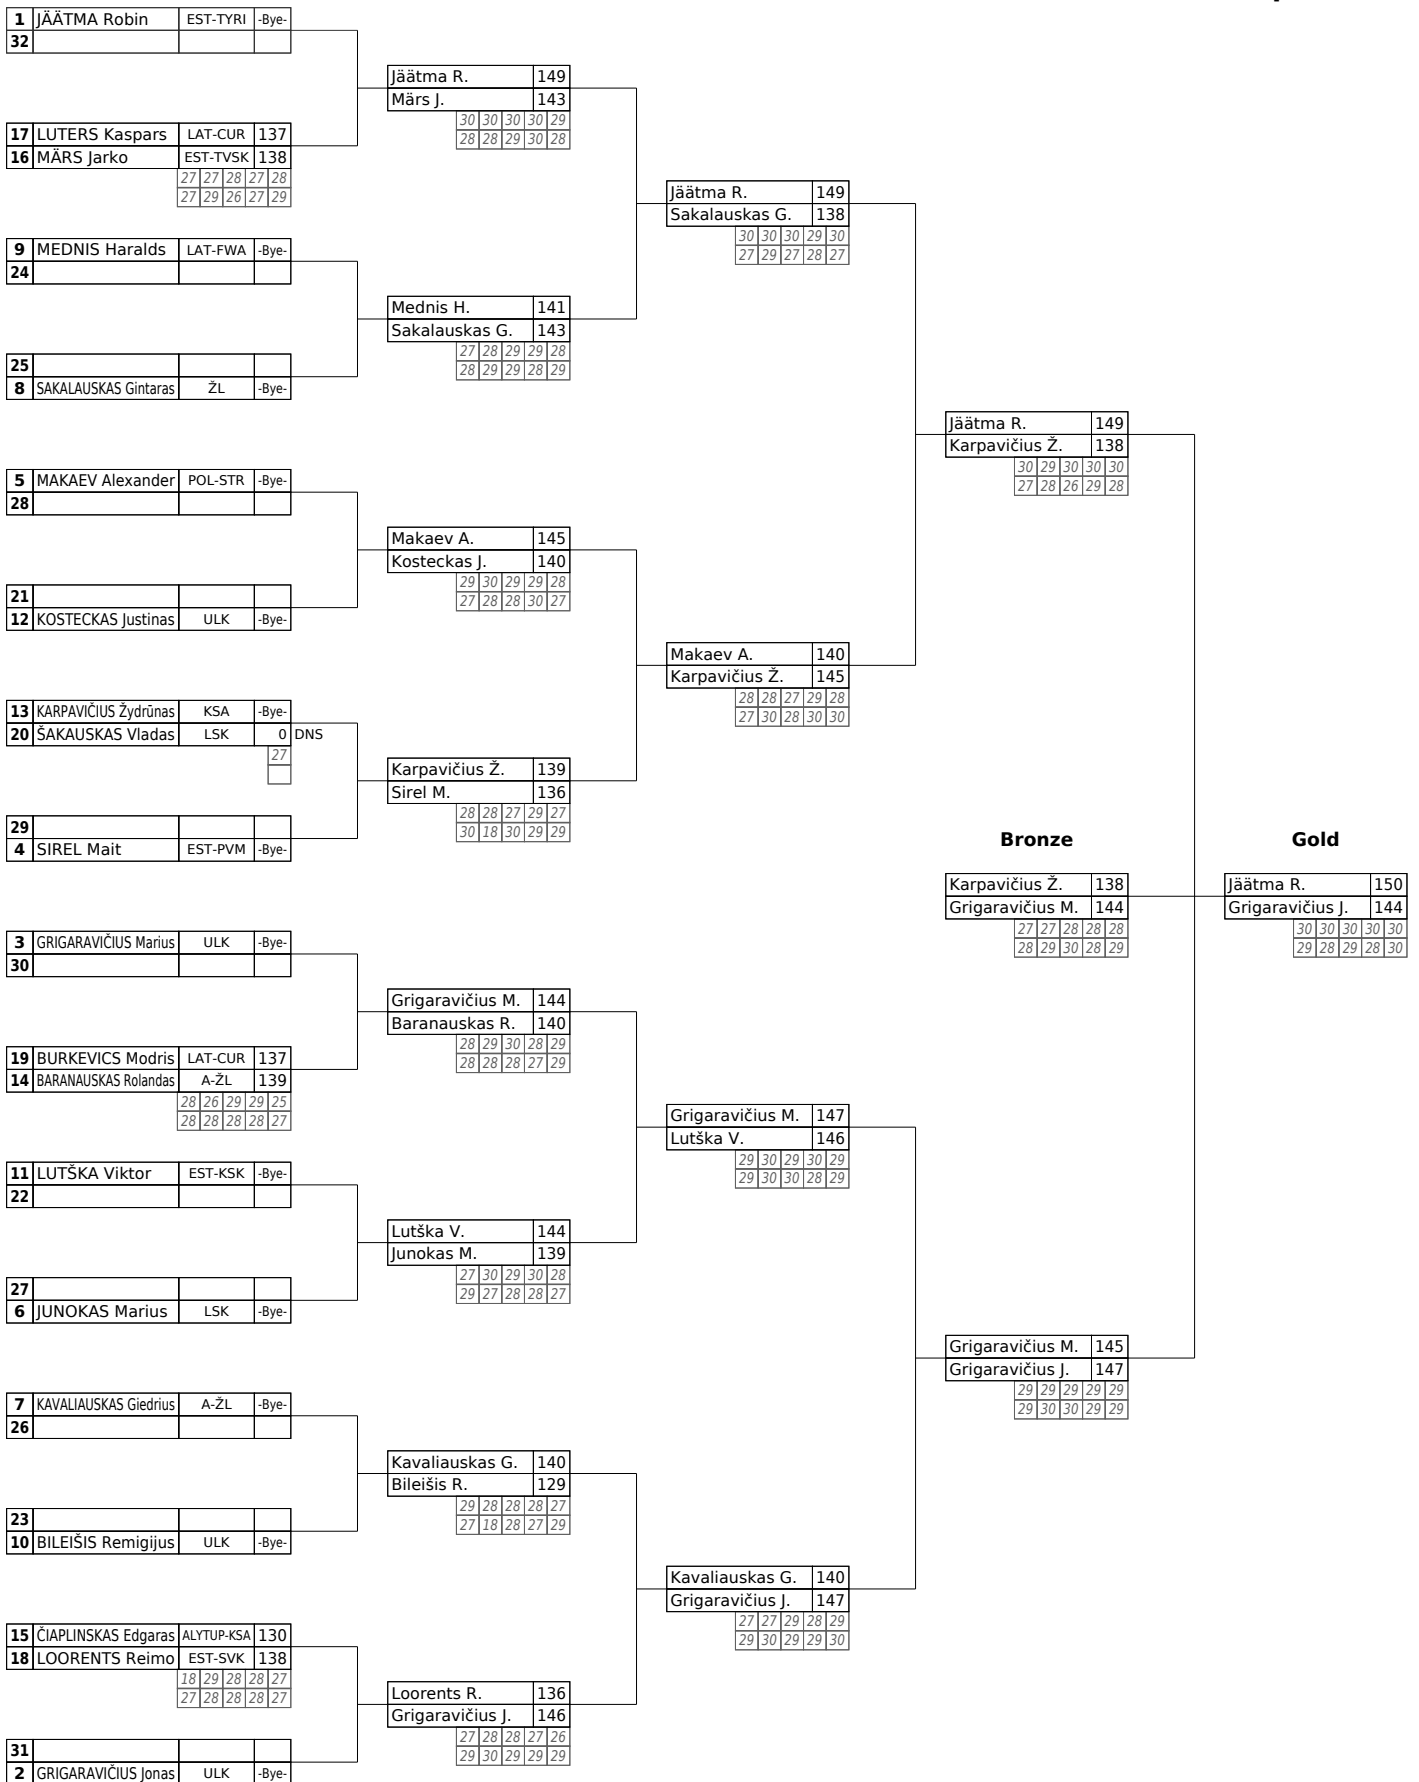 1 JÄÄTMA Robin EST-TYRI -Bye-
32
Jäätma R. 149
Märs J. 143
30 30 30 30 29
28 28 29 30 28
17 LUTERS Kaspars LAT-CUR 137
16 MÄRS Jarko EST-TVSK 138
27 27 28 27 28
27 29 26 27 29
Jäätma R. 149
Sakalauskas G. 138
30 30 30 29 30
27 29 27 28 27
9 MEDNIS Haralds LAT-FWA -Bye-
24
Mednis H. 141
Sakalauskas G. 143
27 28 29 29 28
28 29 29 28 29
25
8 SAKALAUSKAS Gintaras ŽL -Bye-
Jäätma R. 149
Karpavičius Ž. 138
30 29 30 30 30
27 28 26 29 28
5 MAKAEV Alexander POL-STR -Bye-
28
Makaev A. 145
Kosteckas J. 140
29 30 29 29 28
27 28 28 30 27
21
12 KOSTECKAS Justinas ULK -Bye-
Makaev A. 140
Karpavičius Ž. 145
28 28 27 29 28
27 30 28 30 30
13 KARPAVIČIUS Žydrūnas KSA -Bye-
20 ŠAKAUSKAS Vladas LSK 0 DNS
27
Karpavičius Ž. 139
Sirel M. 136
28 28 27 29 27
30 18 30 29 29
29
4 SIREL Mait EST-PVM -Bye-
Bronze Gold
Karpavičius Ž. 138
Grigaravičius M. 144
27 27 28 28 28
28 29 30 28 29
Jäätma R. 150
Grigaravičius J. 144
30 30 30 30 30
29 28 29 28 30
3 GRIGARAVIČIUS Marius ULK -Bye-
30
Grigaravičius M. 144
Baranauskas R. 140
28 29 30 28 29
28 28 28 27 29
19 BURKEVICS Modris LAT-CUR 137
14 BARANAUSKAS Rolandas A-ŽL 139
28 26 29 29 25
28 28 28 28 27
Grigaravičius M. 147
Lutška V. 146
29 30 29 30 29
29 30 30 28 29
11 LUTŠKA Viktor EST-KSK -Bye-
22
Lutška V. 144
Junokas M. 139
27 30 29 30 28
29 27 28 28 27
27
6 JUNOKAS Marius LSK -Bye-
Grigaravičius M. 145
Grigaravičius J. 147
29 29 29 29 29
29 30 30 29 29
7 KAVALIAUSKAS Giedrius A-ŽL -Bye-
26
Kavaliauskas G. 140
Bileišis R. 129
29 28 28 28 27
27 18 28 27 29
23
10 BILEIŠIS Remigijus ULK -Bye-
Kavaliauskas G. 140
Grigaravičius J. 147
27 27 29 28 29
29 30 29 29 30
15 ČIAPLINSKAS Edgaras ALYTUP-KSA 130
18 LOORENTS Reimo EST-SVK 138
18 29 28 28 27
27 28 28 28 27
Loorents R. 136
Grigaravičius J. 146
27 28 28 27 26
29 30 29 29 29
31
2 GRIGARAVIČIUS Jonas ULK -Bye-